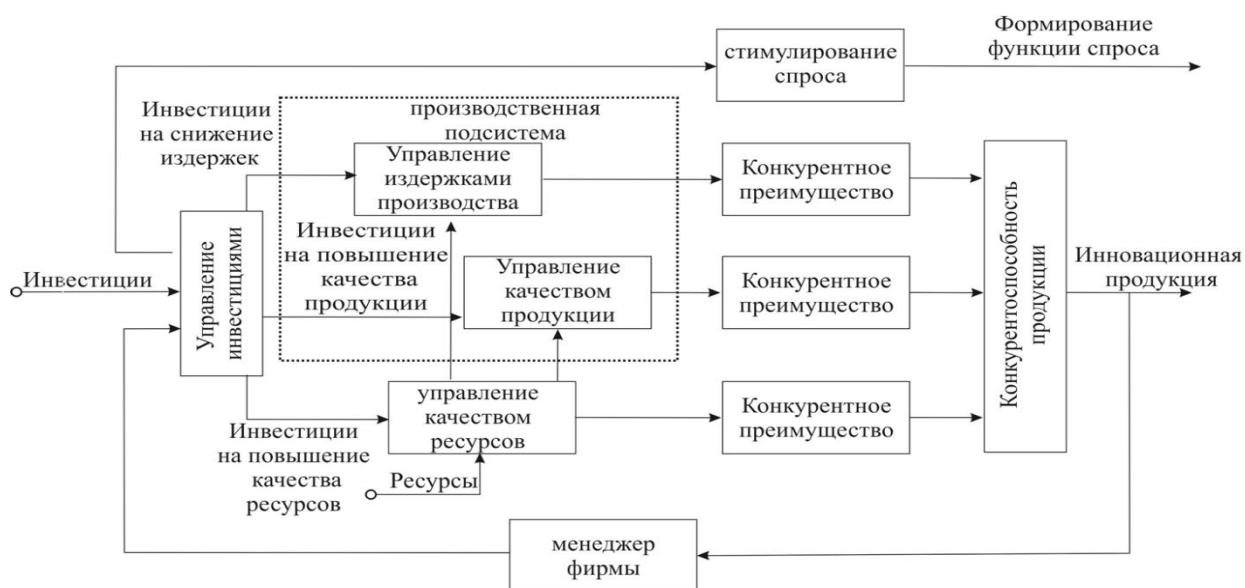 Формирование
функции спроса
стимулирование
спроса
Инвестиции
на снижение
издержек
производственная
подсистема
Управление
издержками
производства
Конкурентное
преимущество
Инвестиции
Управление
инвестициями
Инвестиции
на повышение
качества
продукции
Управление
качеством
продукции
Конкурентное
преимущество
Конкурентоспособность
продукции
Инновационная
продукция
управление
качеством
ресурсов
Конкурентное
преимущество
Инвестиции
на повышение
качества
ресурсов
Ресурсы
менеджер
фирмы